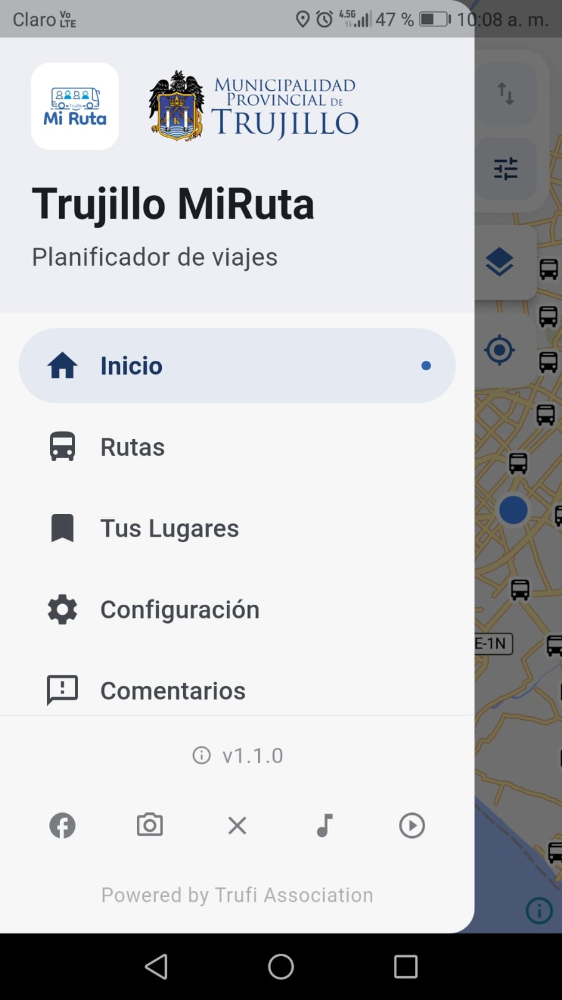 Claro Vo LTE 4.5G 47 % 10:08 a. m.
Trujillo
Mi Ruta
MUNICIPALIDAD
PROVINCIAL DE
TRUJILLO
K
Trujillo MiRuta
Planificador de viajes
Inicio
Rutas
Tus Lugares
Configuración
E-1N
Comentarios
v1.1.0
Powered by Trufi Association